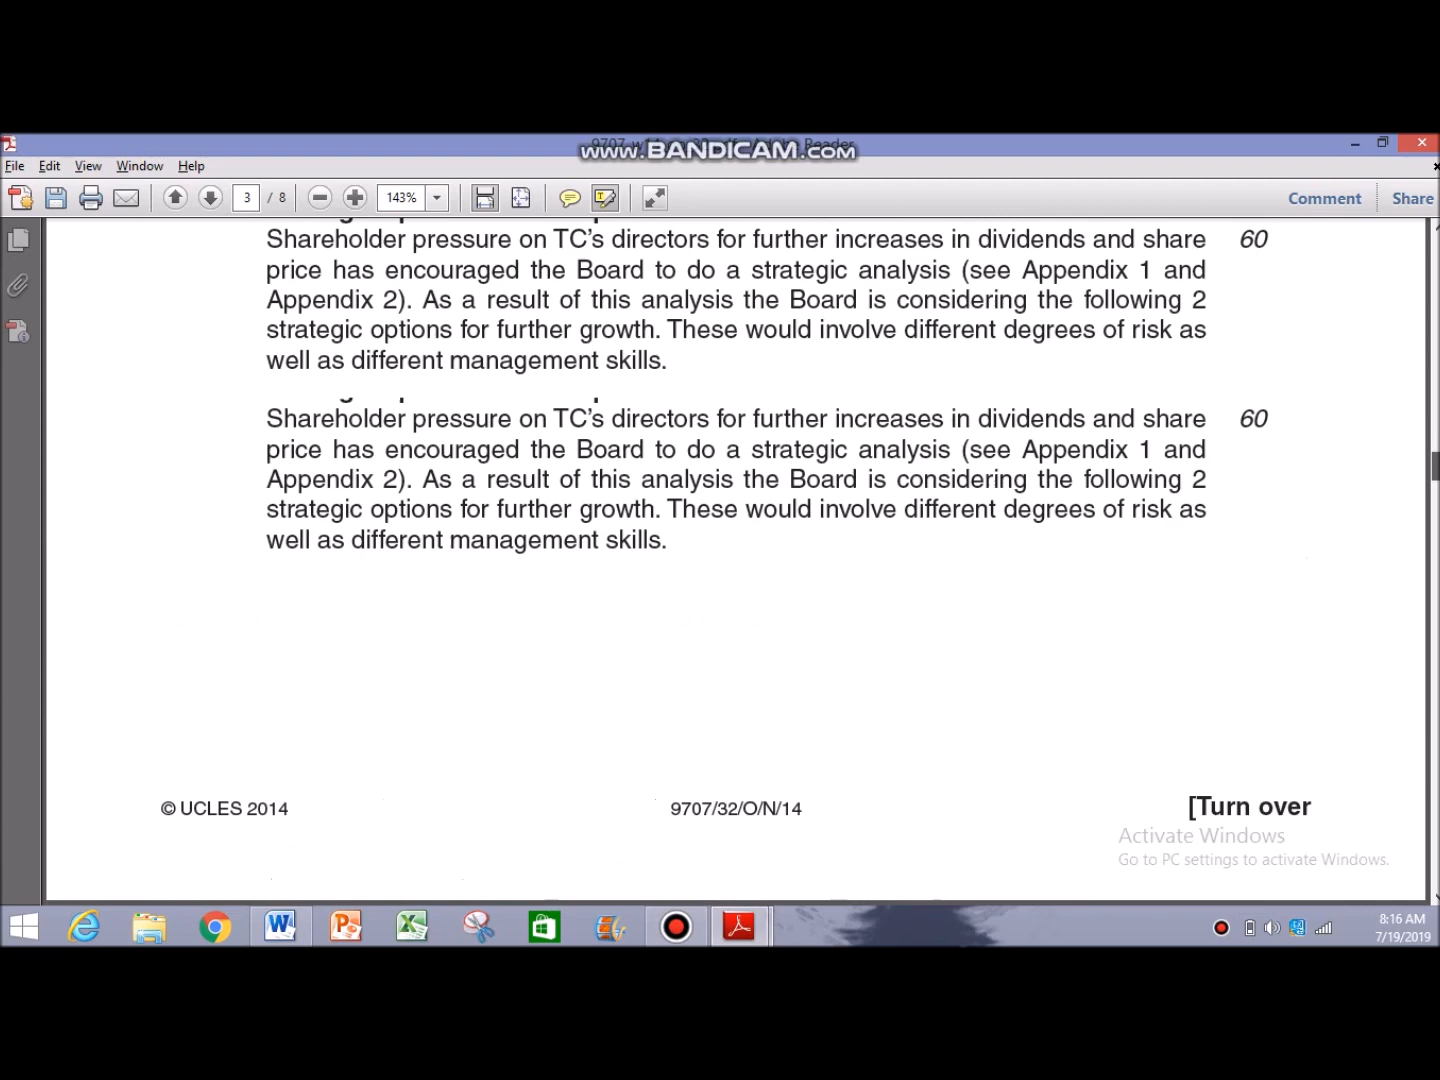 www.BANDICAM.com
File Edit View Window Help
3 / 8 143% Comment Share
Shareholder pressure on TC's directors for further increases in dividends and share 60
price has encouraged the Board to do a strategic analysis (see Appendix 1 and
Appendix 2). As a result of this analysis the Board is considering the following 2
strategic options for further growth. These would involve different degrees of risk as
well as different management skills.
Shareholder pressure on TC's directors for further increases in dividends and share 60
price has encouraged the Board to do a strategic analysis (see Appendix 1 and
Appendix 2). As a result of this analysis the Board is considering the following 2
strategic options for further growth. These would involve different degrees of risk as
well as different management skills.
© UCLES 2014 9707/32/O/N/14 [Turn over
Activate Windows
Go to PC settings to activate Windows.
8:16 AM
7/19/2019